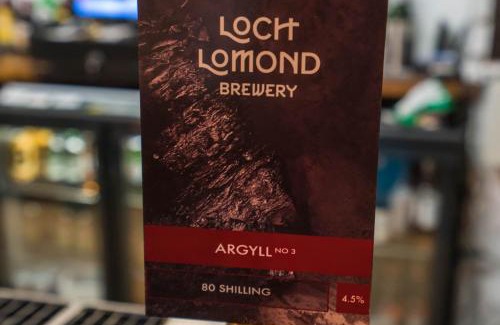 LOCH
LOMOND
BREWERY
ARGYLL NO 3
80 SHILLING
4.5%